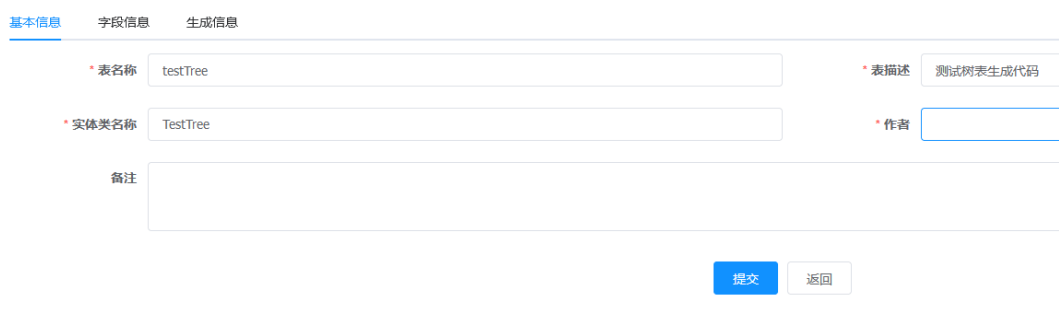 基本信息 字段信息 生成信息
* 表名称 testTree * 表描述 测试树表生成代码
* 实体类名称 TestTree * 作者
备注
提交 返回